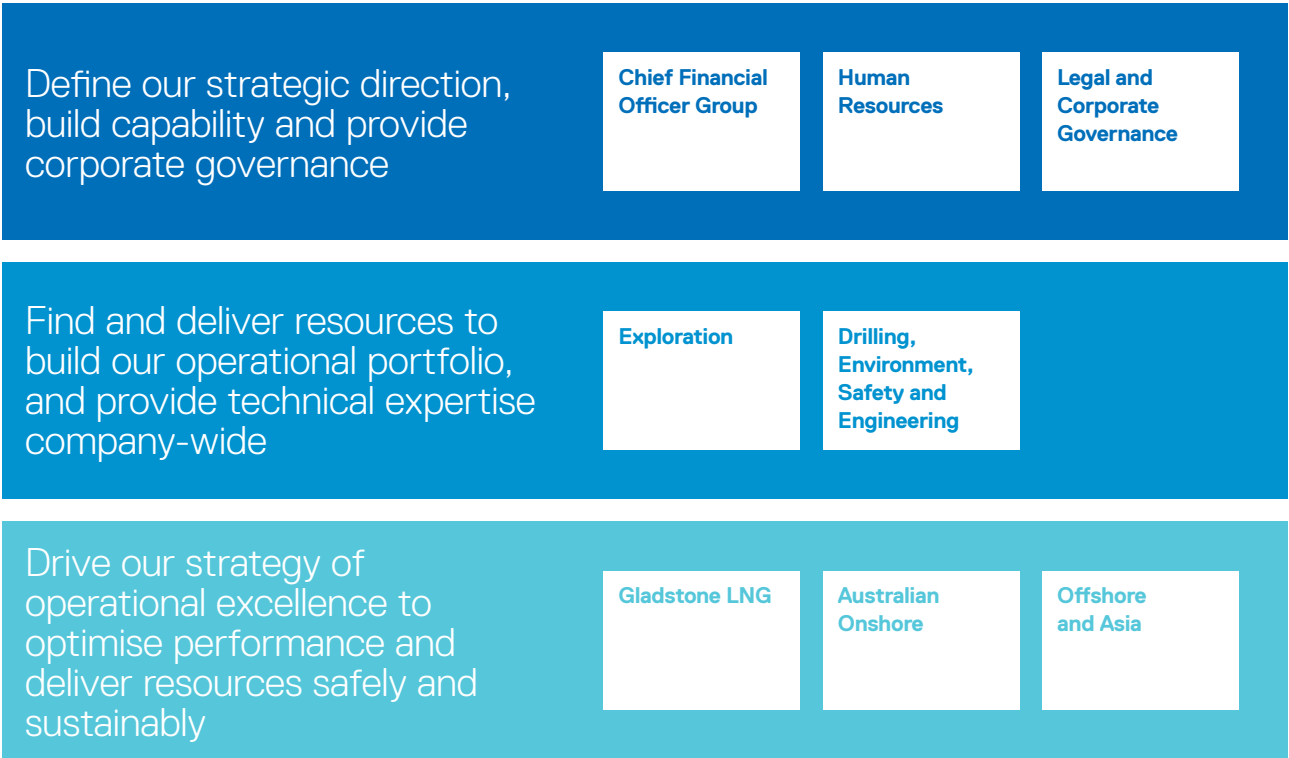 Define our strategic direction,
build capability and provide
corporate governance
Chief Financial
Officer Group
Human
Resources
Legal and
Corporate
Governance
Find and deliver resources to
build our operational portfolio,
and provide technical expertise
company-wide
Exploration
Drilling,
Environment,
Safety and
Engineering
Drive our strategy of
operational excellence to
optimise performance and
deliver resources safely and
sustainably
Gladstone LNG
Australian
Onshore
Offshore
and Asia